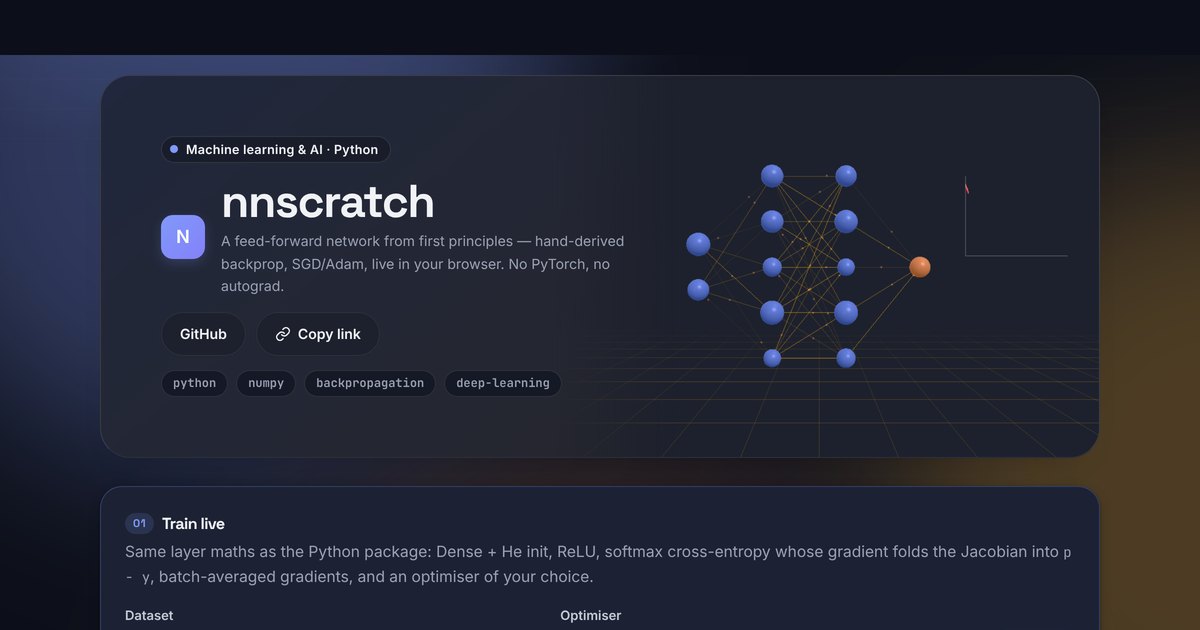 Machine learning & AI · Python
N
nnscratch
A feed-forward network from first principles — hand-derived
backprop, SGD/Adam, live in your browser. No PyTorch, no
autograd.
GitHub
Copy link
python
numpy
backpropagation
deep-learning
01 Train live
Same layer maths as the Python package: Dense + He init, ReLU, softmax cross-entropy whose gradient folds the Jacobian into p
- y, batch-averaged gradients, and an optimiser of your choice.
Dataset
Optimiser